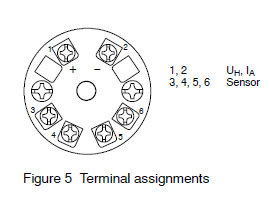 1
2
+ −
3
6
4
5
1, 2 U_H, I_A
3, 4, 5, 6 Sensor
Figure 5 Terminal assignments